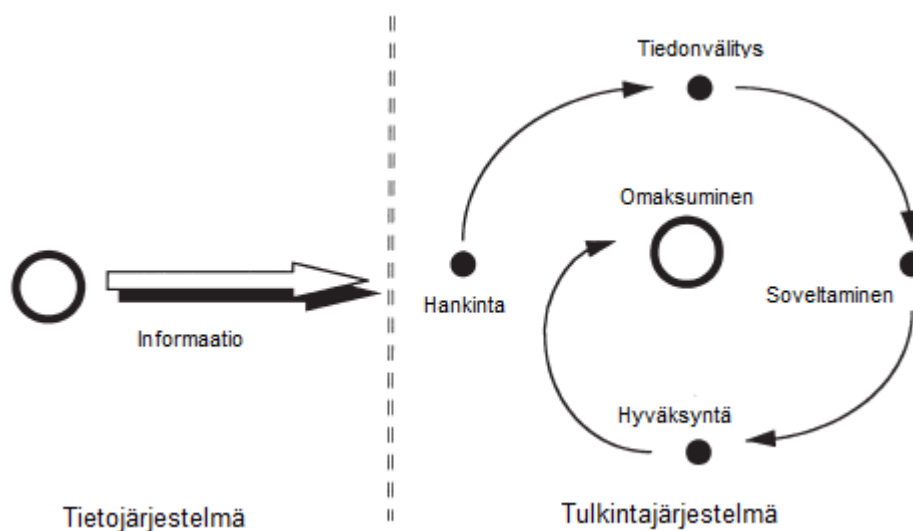 Tiedonvälitys
Omaksuminen
Hankinta
Soveltaminen
Informaatio
Hyväksyntä
Tietojärjestelmä
Tulkintajärjestelmä